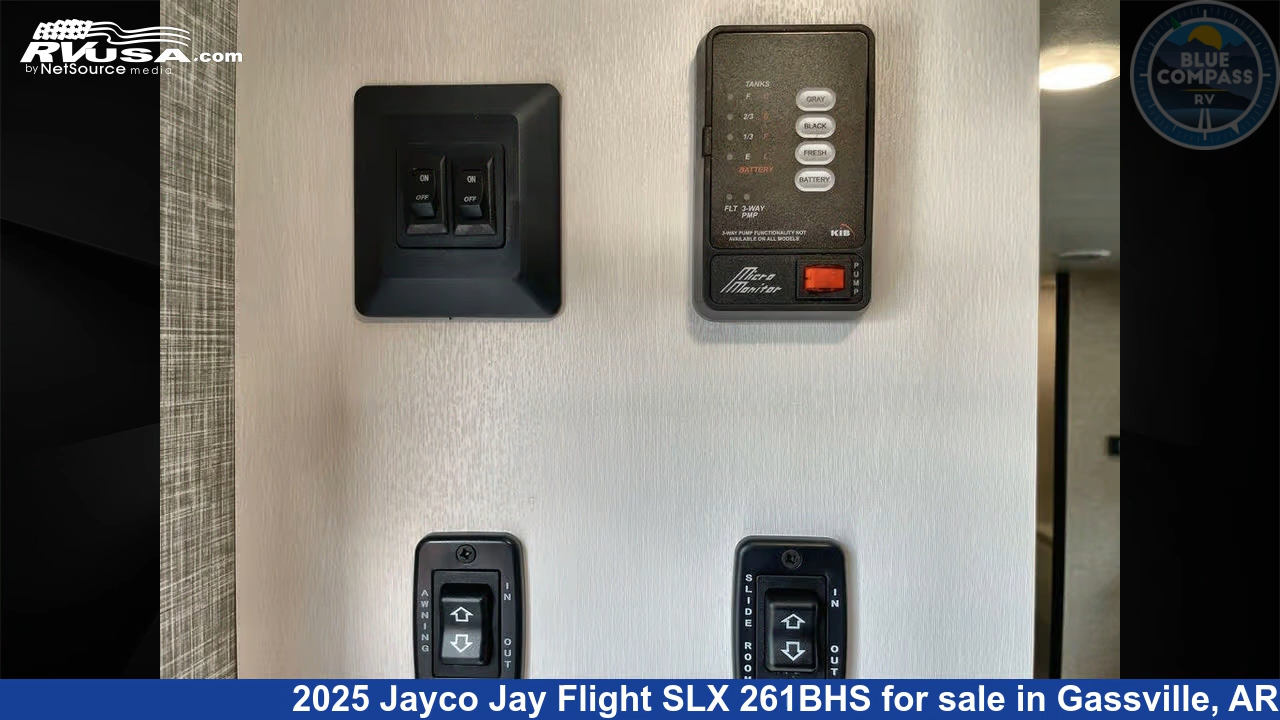 RVUSA.com
by NetSource media
BLUE
COMPASS
RV
ON
OFF
ON
OFF
TANKS
F
2/3
1/3
E L
BATTERY
GRAY
BLACK
FRESH
BATTERY
FLT 3-WAY
PMP
3-WAY PUMP FUNCTIONALITY NOT
AVAILABLE ON ALL MODELS
KIB
Micro
Monitor
PUMP
AWNING
IN
OUT
SLIDE ROOM
IN
OUT
2025 Jayco Jay Flight SLX 261BHS for sale in Gassville, AR